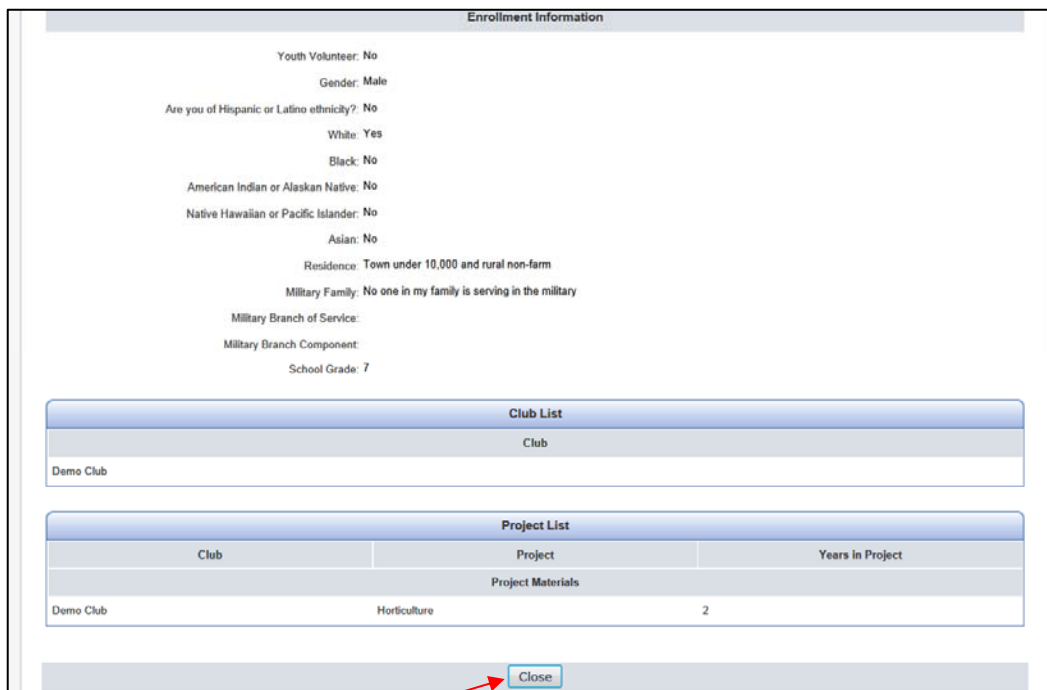 Enrollment Information
Youth Volunteer: No
Gender: Male
Are you of Hispanic or Latino ethnicity?: No
White: Yes
Black: No
American Indian or Alaskan Native: No
Native Hawaiian or Pacific Islander: No
Asian: No
Residence: Town under 10,000 and rural non-farm
Military Family: No one in my family is serving in the military
Military Branch of Service:
Military Branch Component:
School Grade: 7
Club List
Club
Demo Club
Project List
Club Project Years in Project
Project Materials
Demo Club Horticulture 2
Close